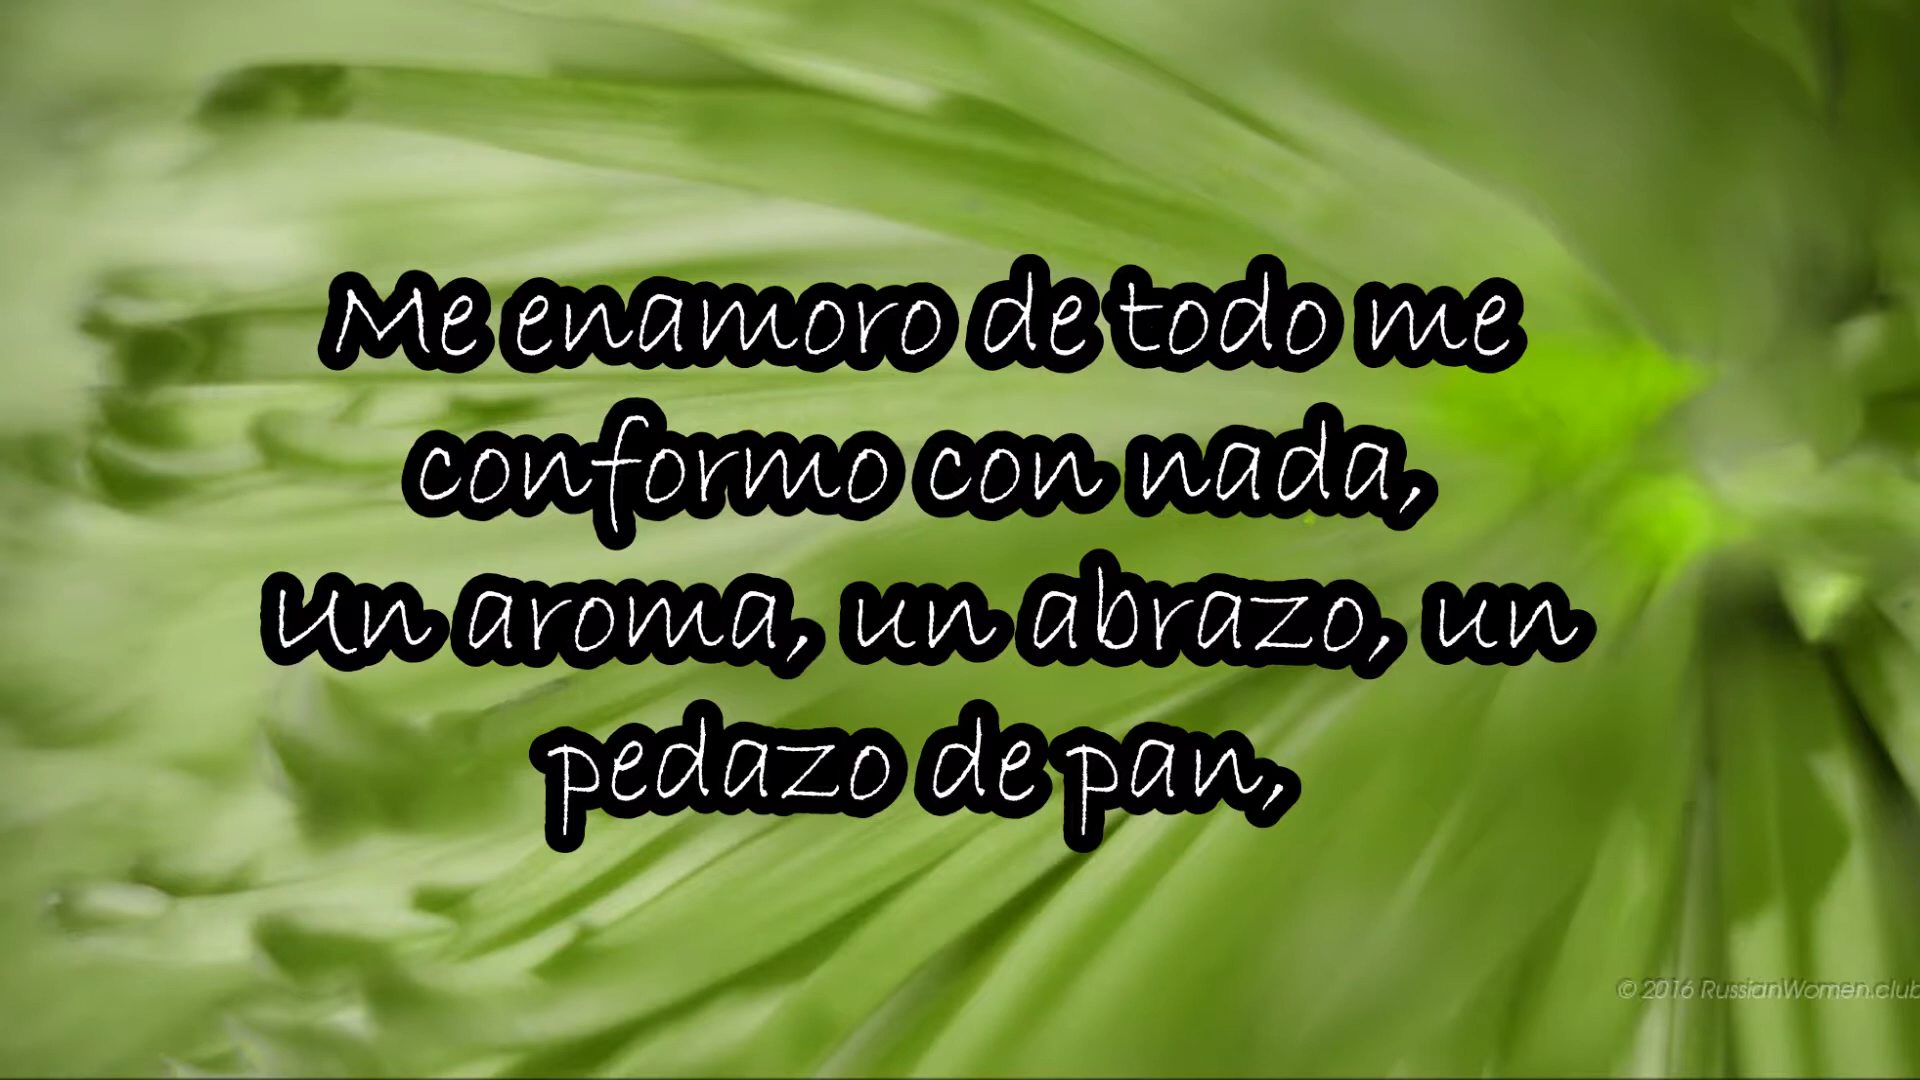 Me enamoro de todo me
conformo con nada,
Un aroma, un abrazo, un
pedazo de pan,
© 2016 RussianWomen.club